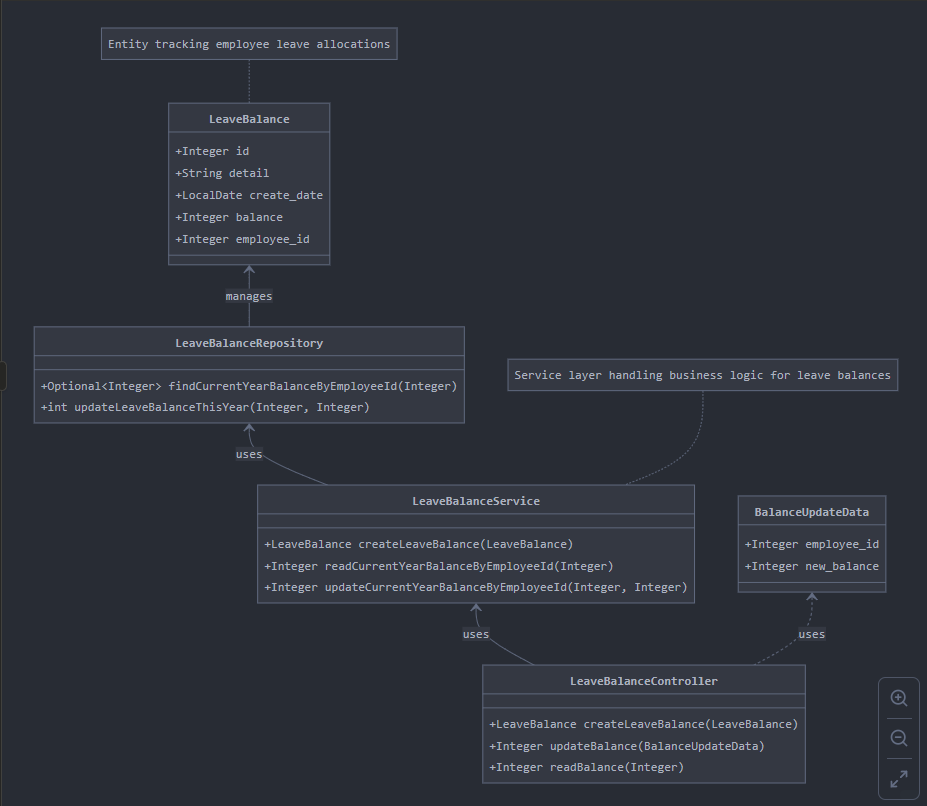 Entity tracking employee leave allocations
LeaveBalance
+Integer id
+String detail
+LocalDate create_date
+Integer balance
+Integer employee_id
manages
LeaveBalanceRepository
+Optional<Integer> findCurrentYearBalanceByEmployeeId(Integer)
+int updateLeaveBalanceThisYear(Integer, Integer)
Service layer handling business logic for leave balances
uses
LeaveBalanceService
+LeaveBalance createLeaveBalance(LeaveBalance)
+Integer readCurrentYearBalanceByEmployeeId(Integer)
+Integer updateCurrentYearBalanceByEmployeeId(Integer, Integer)
BalanceUpdateData
+Integer employee_id
+Integer new_balance
uses
uses
LeaveBalanceController
+LeaveBalance createLeaveBalance(LeaveBalance)
+Integer updateBalance(BalanceUpdateData)
+Integer readBalance(Integer)